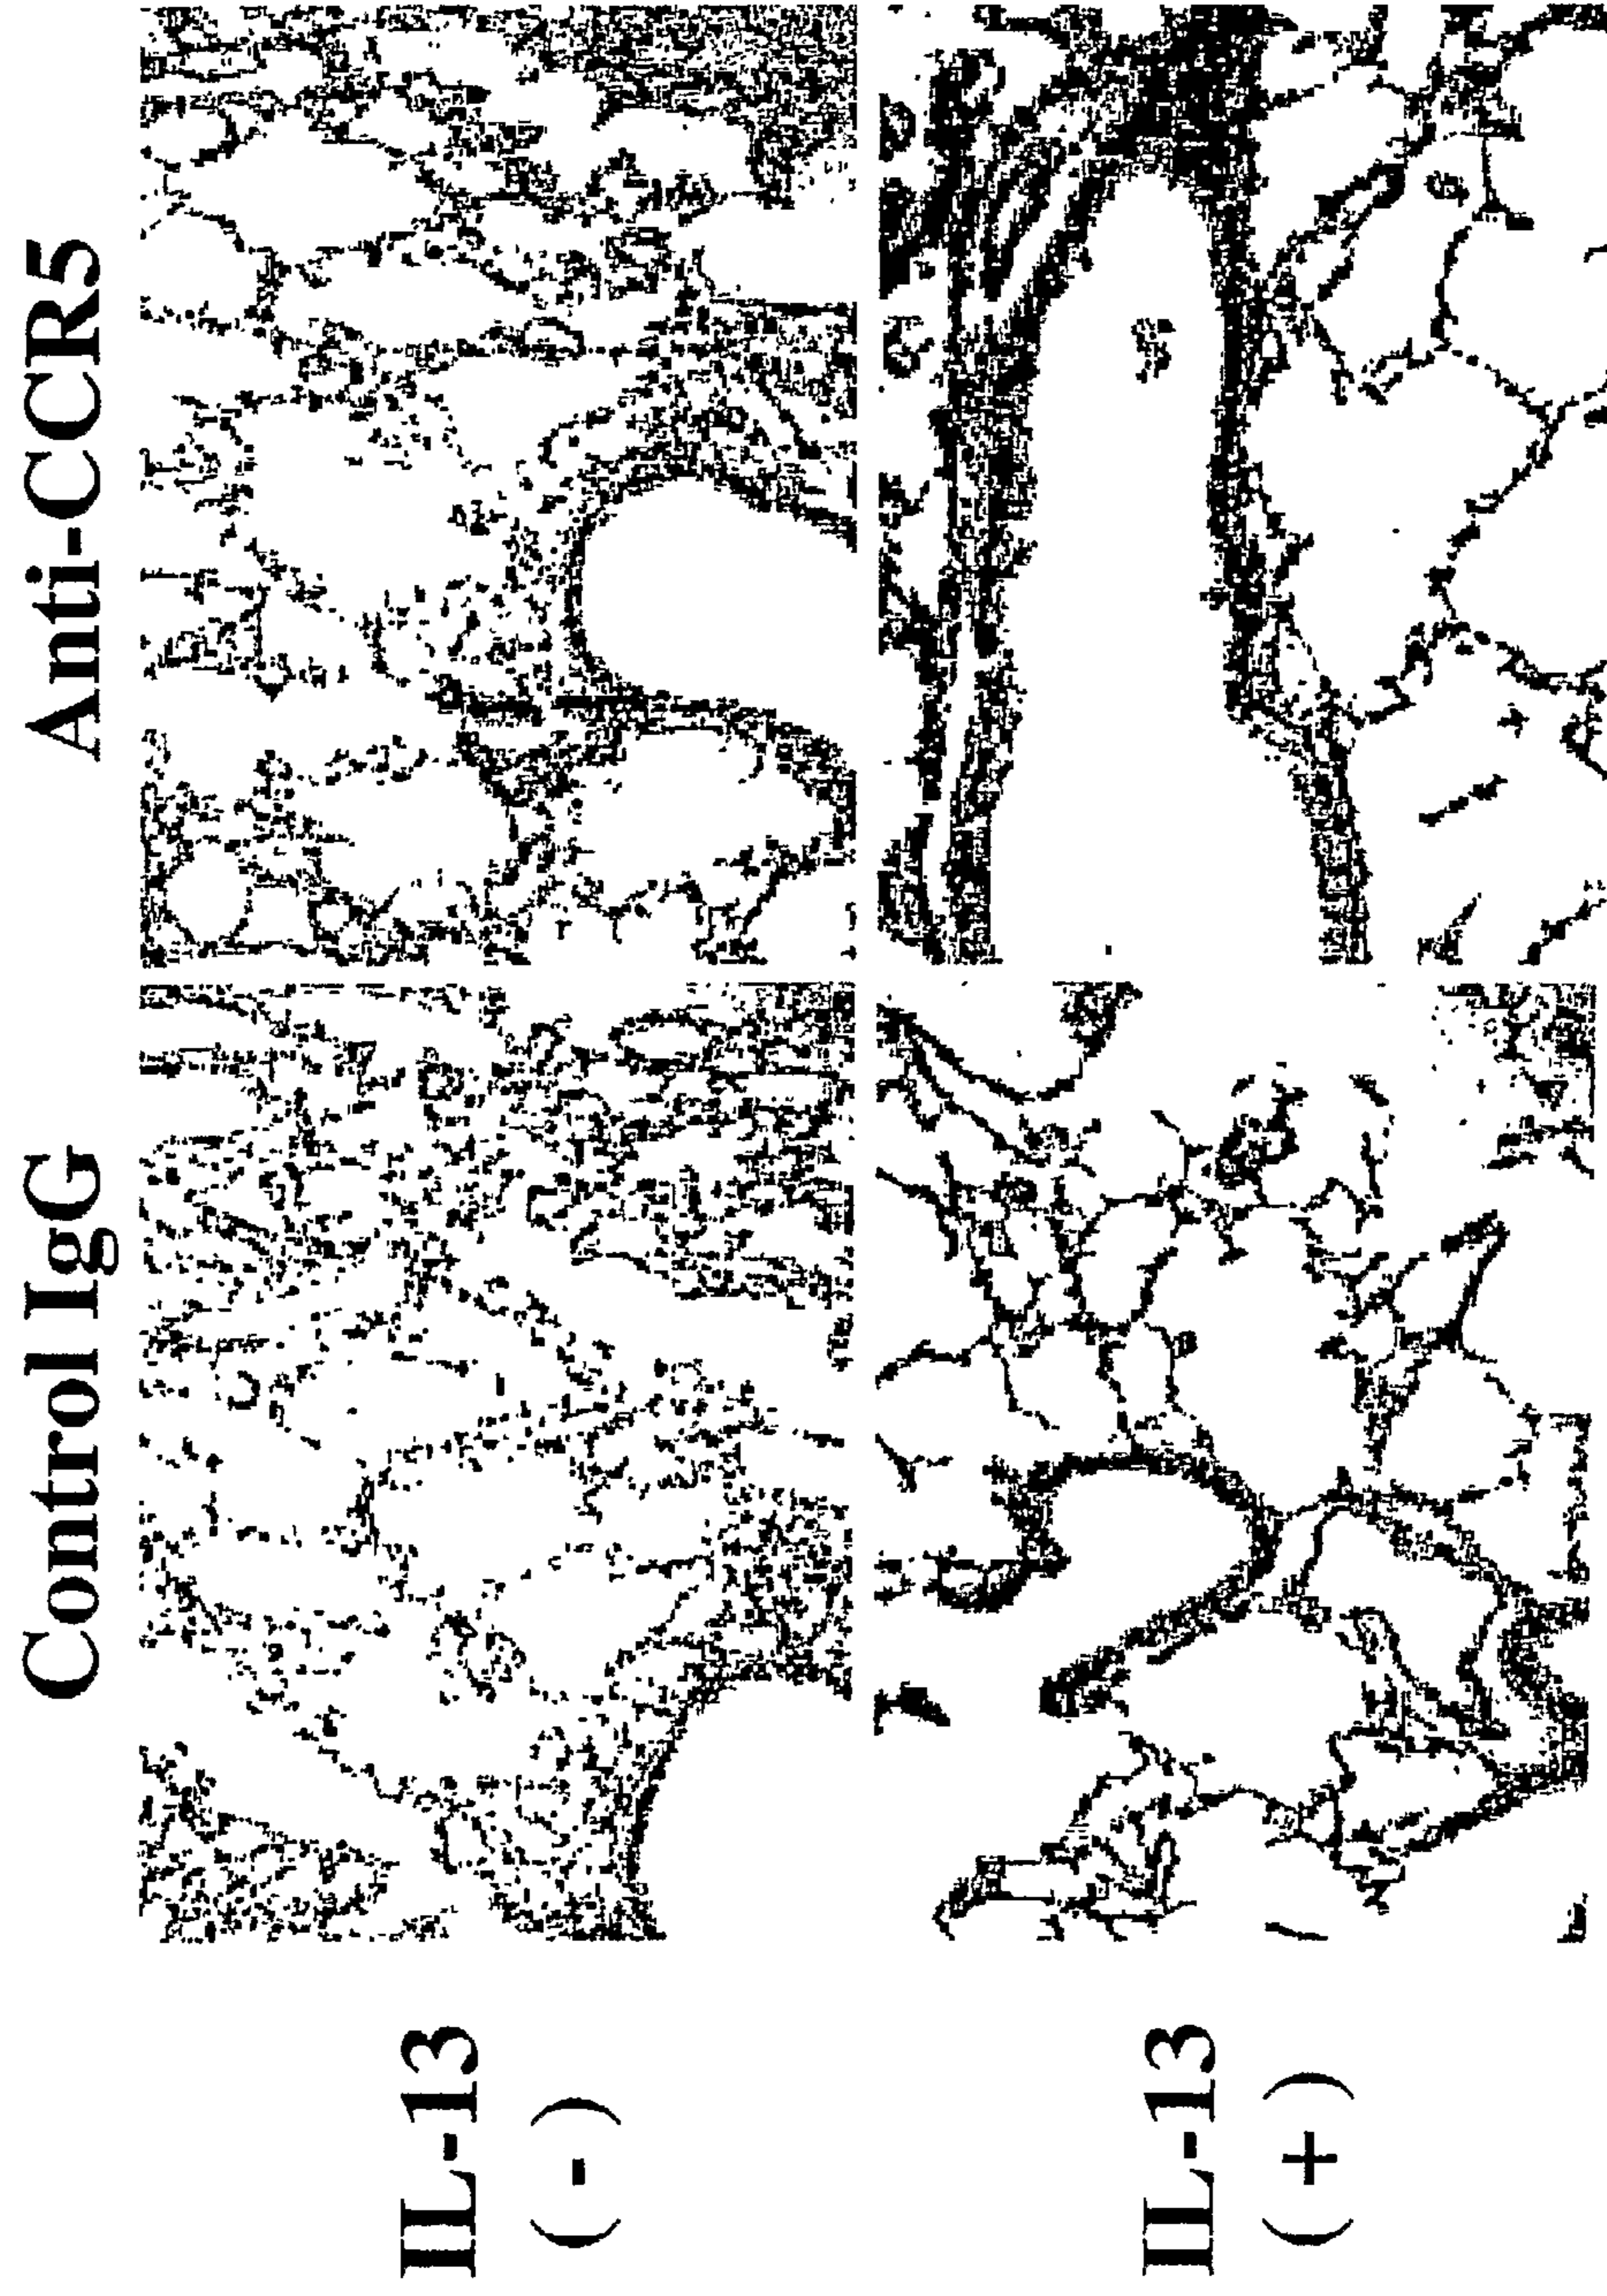 Control IgG
Anti-CCR5
IL-13
( - )
IL-13
( + )